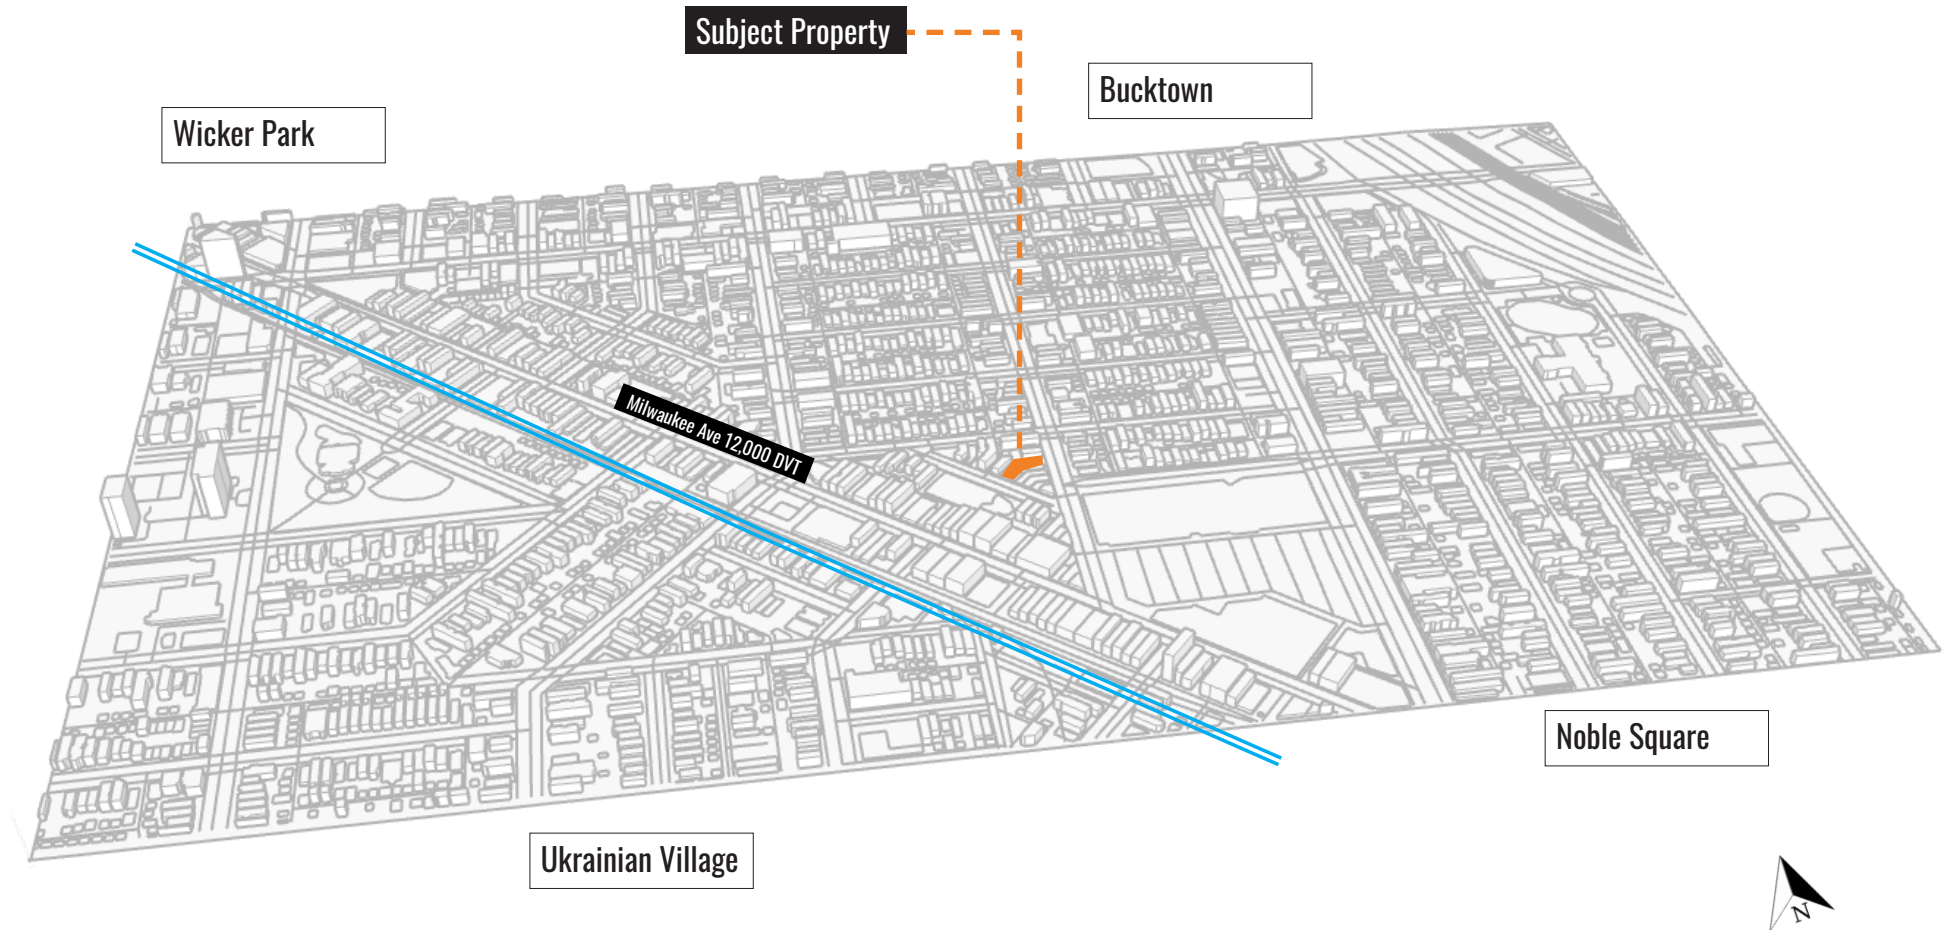 Subject Property
Bucktown
Wicker Park
Milwaukee Ave 12,000 DVT
Noble Square
Ukrainian Village
N